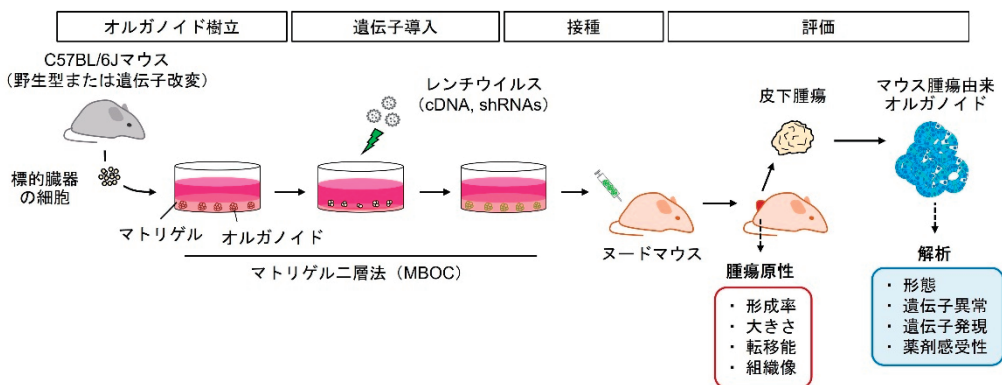 オルガノイド樹立
遺伝子導入
接種
評価
C57BL/6Jマウス
(野生型または遺伝子改変)
標的臓器
の細胞
マトリゲル
オルガノイド
レンチウイルス
(cDNA, shRNAs)
マトリゲル二層法(MBOC)
ヌードマウス
皮下腫瘍
マウス腫瘍由来
オルガノイド
腫瘍原性
・ 形成率
・ 大きさ
・ 転移能
・ 組織像
解析
・ 形態
・ 遺伝子異常
・ 遺伝子発現
・ 薬剤感受性